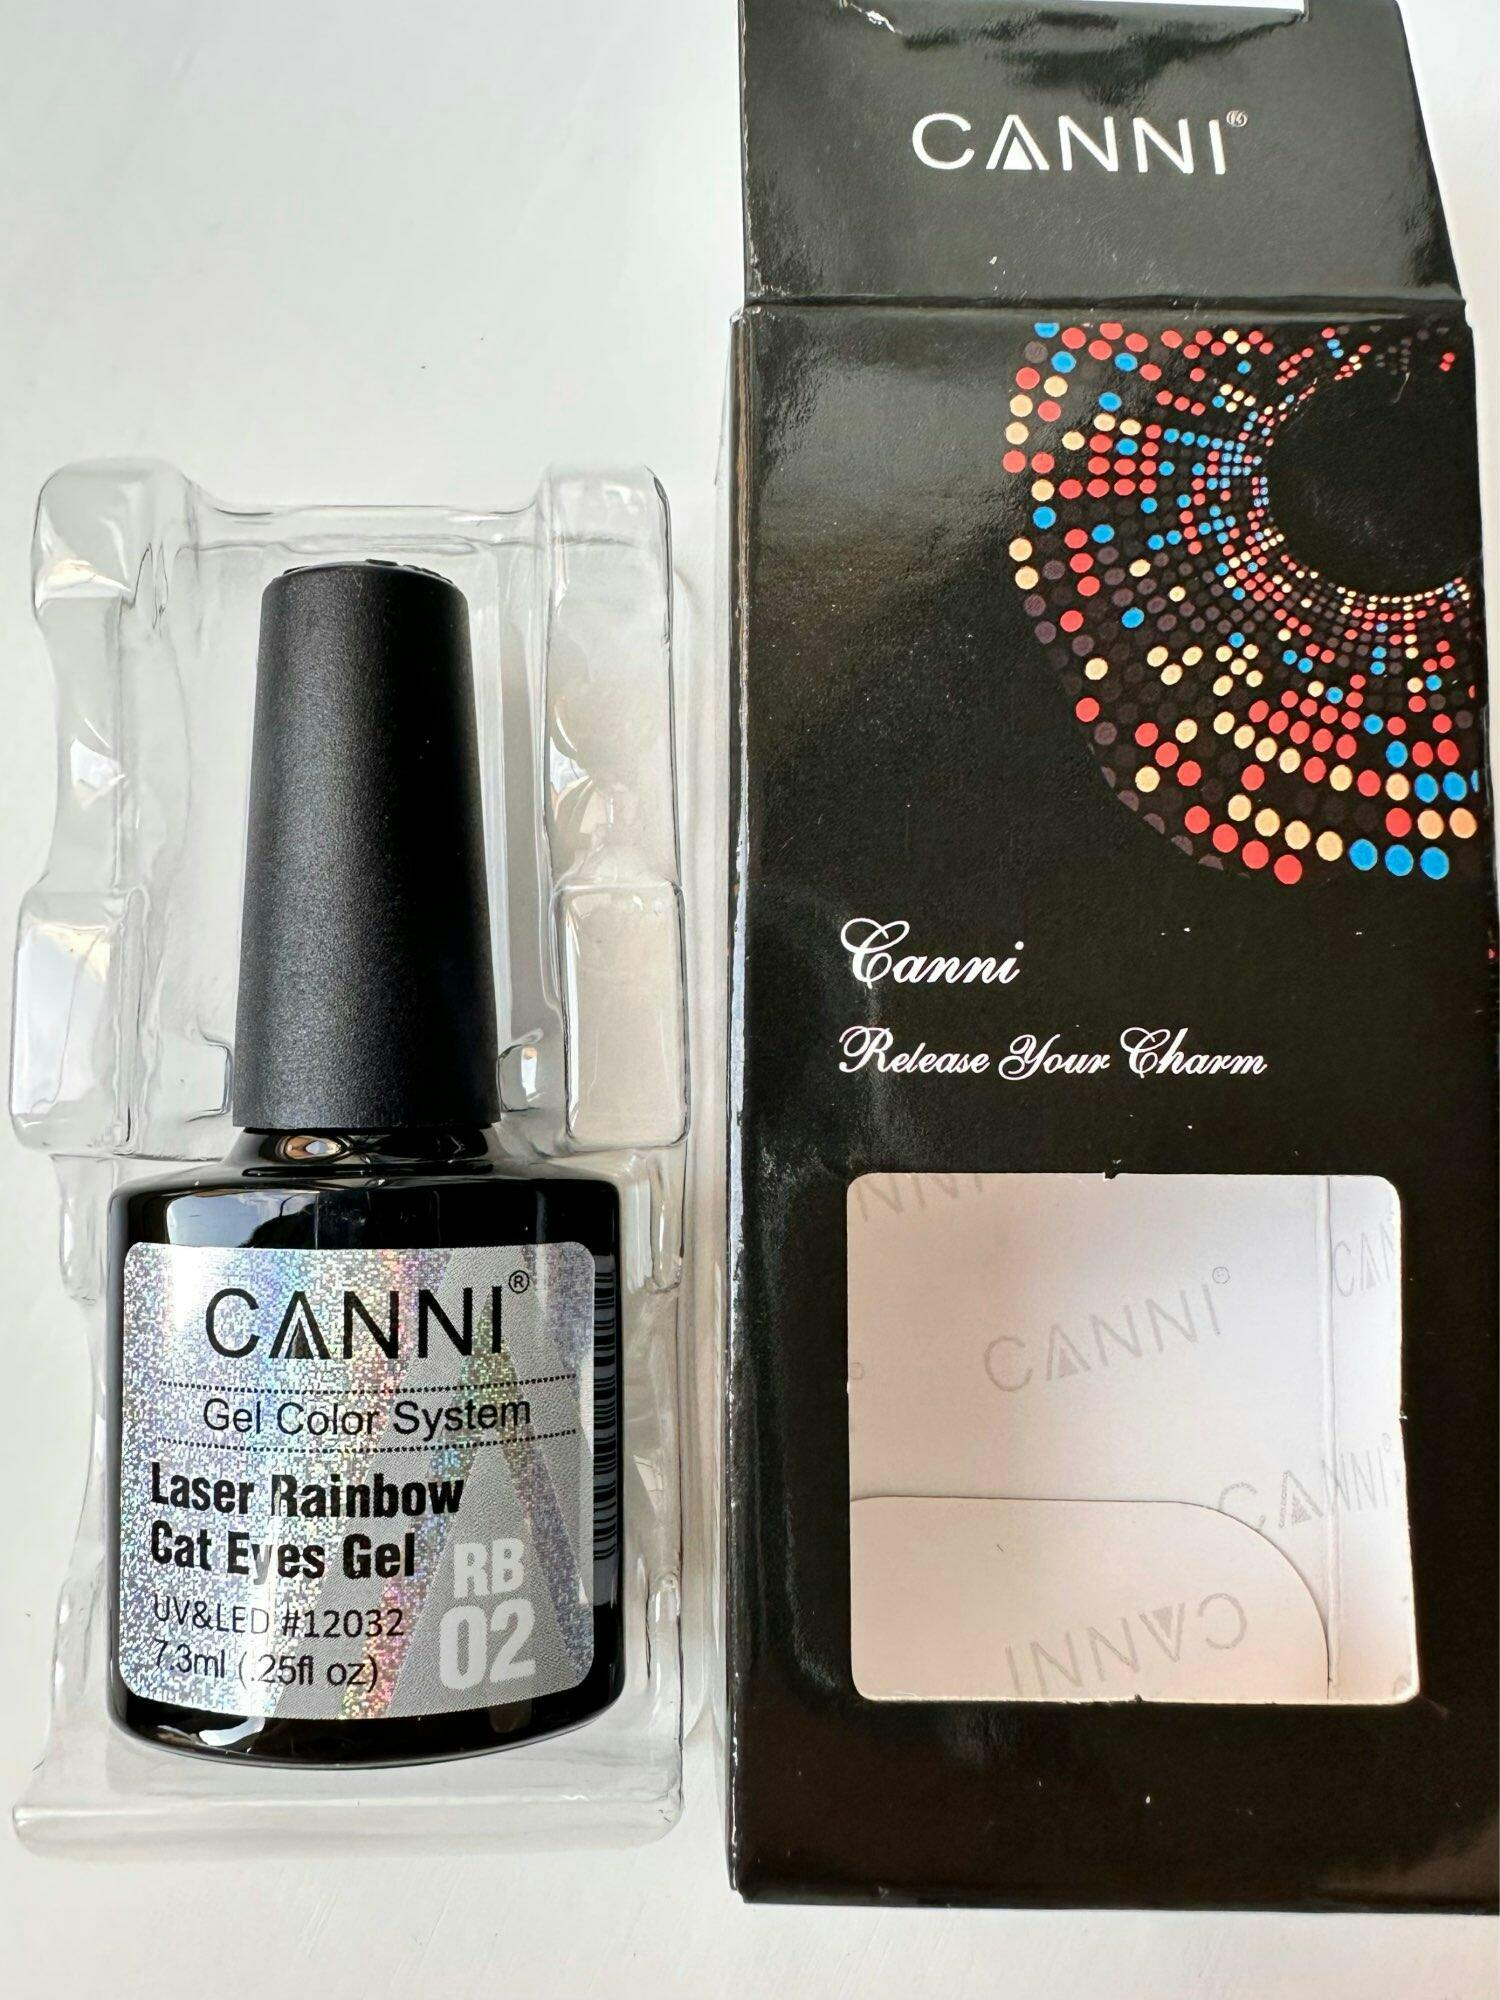 CANNI®
Canni
Release Your Charm
CANNI®
CAN
CANNI
CANNI
CANNI®
Gel Color System
Laser Rainbow
Cat Eyes Gel
RB
02
UV&LED #12032
7.3ml (.25fl oz)